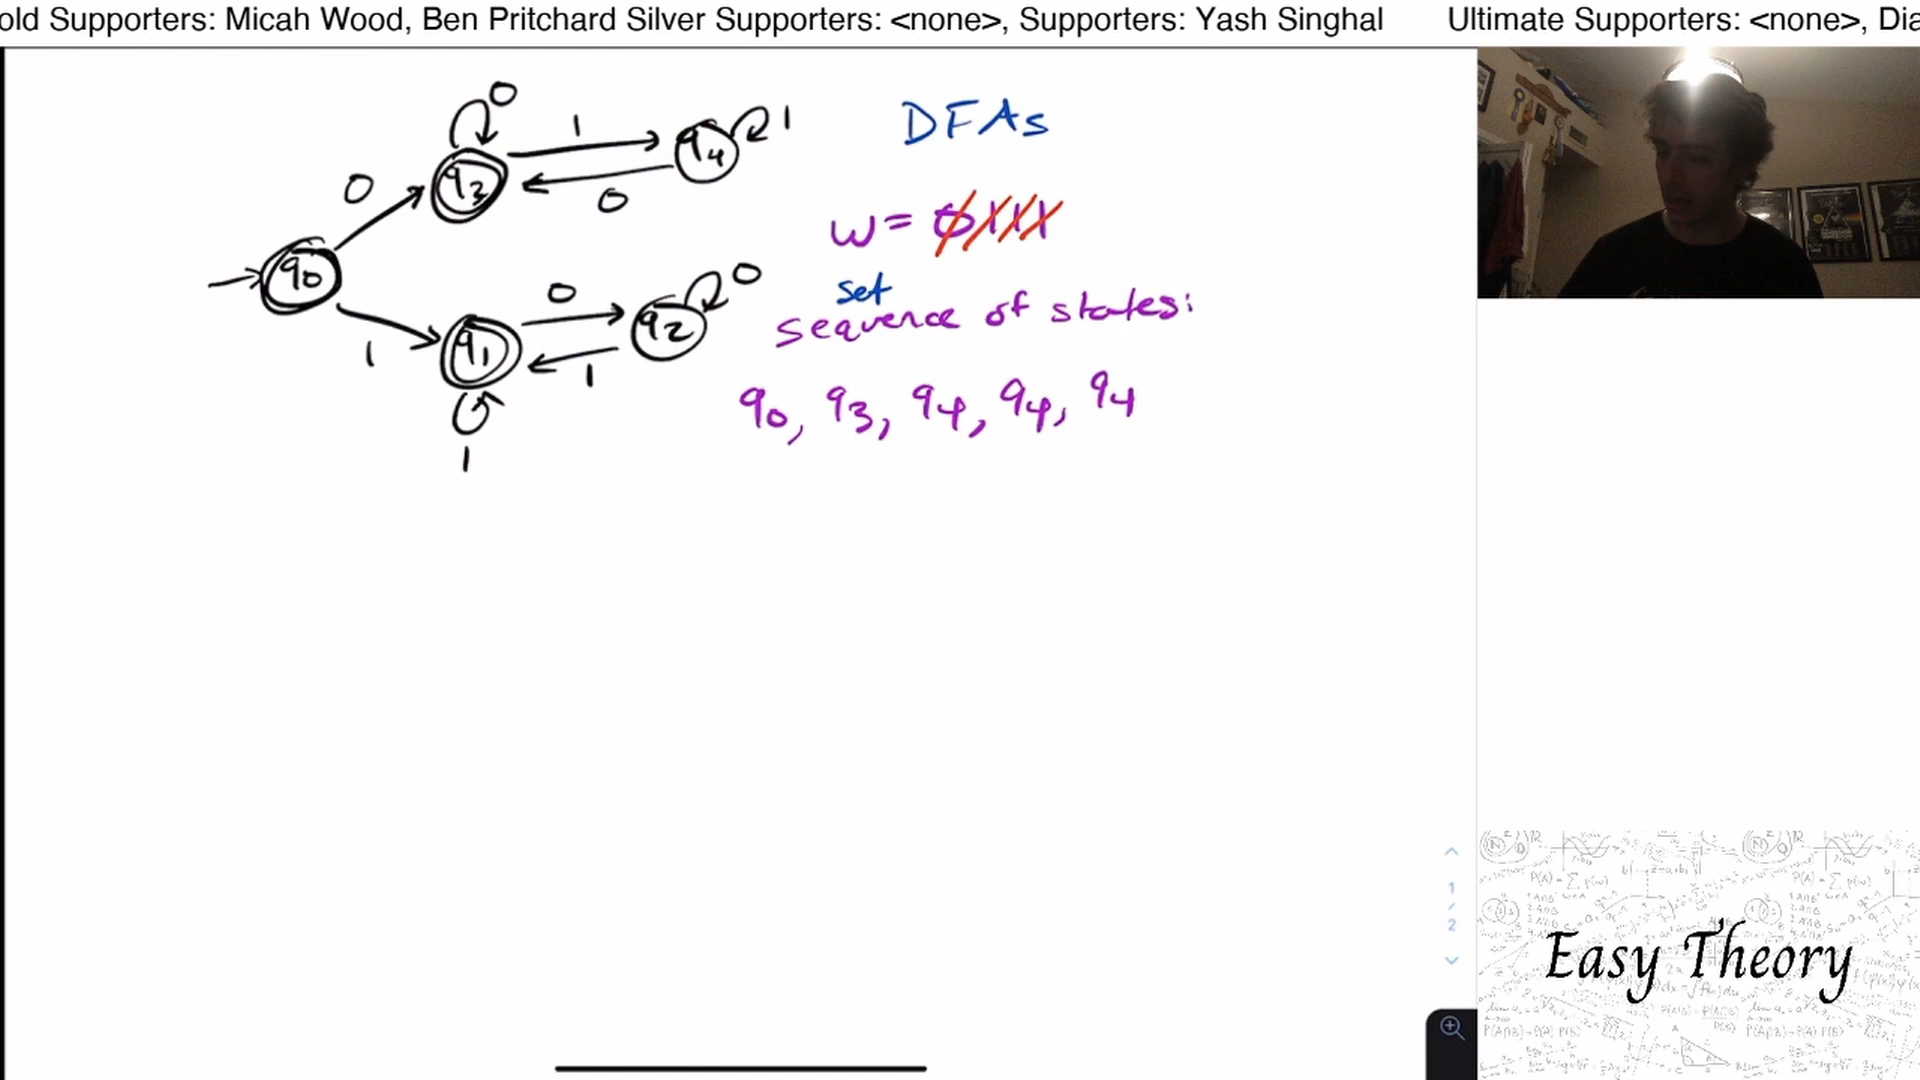 old Supporters: Micah Wood, Ben Pritchard Silver Supporters: <none>, Supporters: Yash Singhal Ultimate Supporters: <none>, Dia
DFAs
0
1
q4
1
q3
0
0
w = 0111
q0
0
q2
0
set
sequence of states:
1
q1
1
q0, q3, q4, q4, q4
1
1
2
Easy Theory